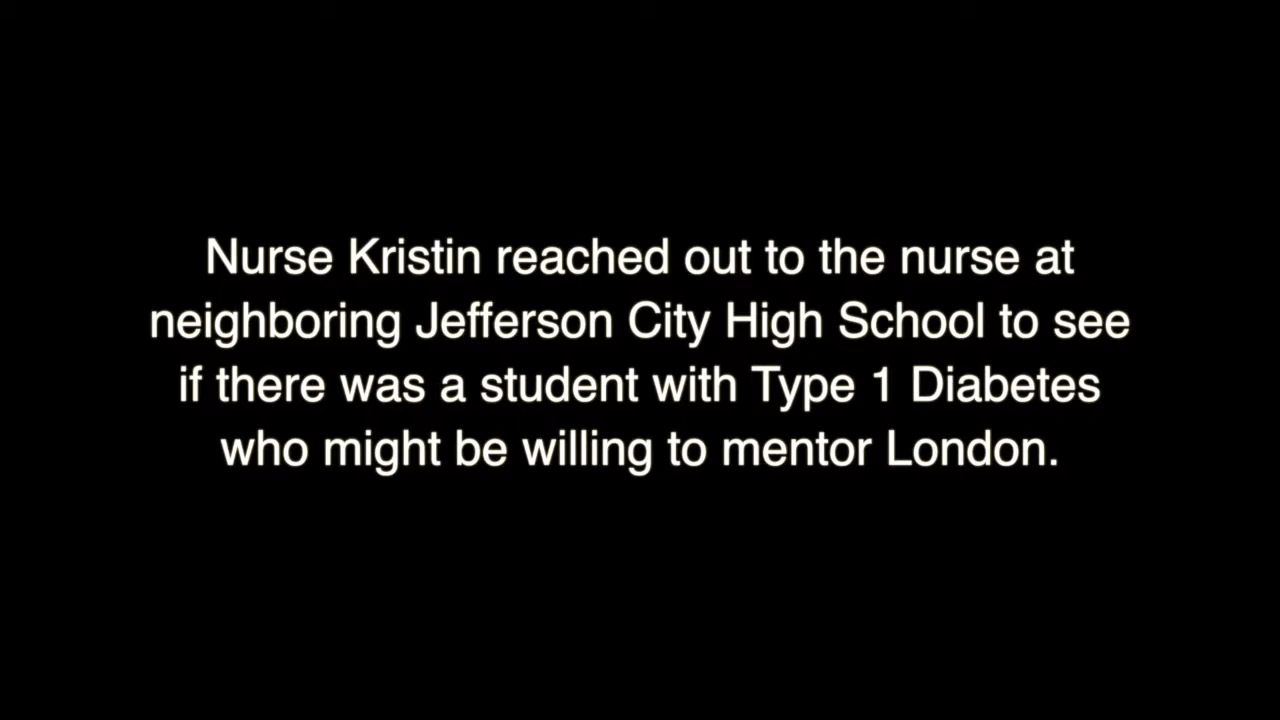 Nurse Kristin reached out to the nurse at
neighboring Jefferson City High School to see
if there was a student with Type 1 Diabetes
who might be willing to mentor London.